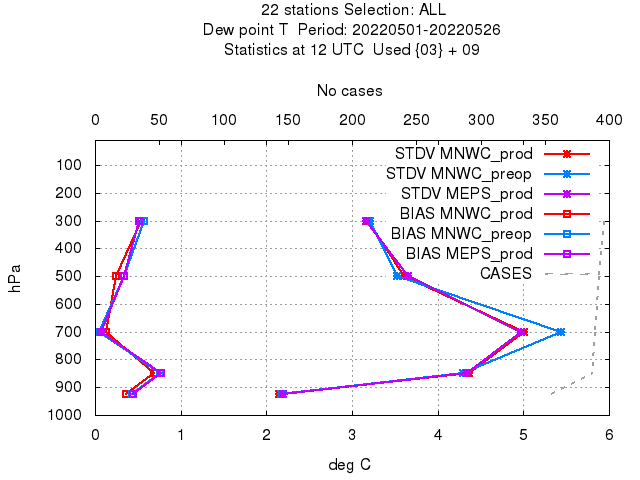 22 stations Selection: ALL
Dew point T  Period: 20220501-20220526
Statistics at 12 UTC  Used {03} + 09
No cases
0 50 100 150 200 250 300 350 400
STDV MNWC_prod
STDV MNWC_preop
STDV MEPS_prod
BIAS MNWC_prod
BIAS MNWC_preop
BIAS MEPS_prod
CASES
hPa
100
200
300
400
500
600
700
800
900
1000
0 1 2 3 4 5 6
deg C